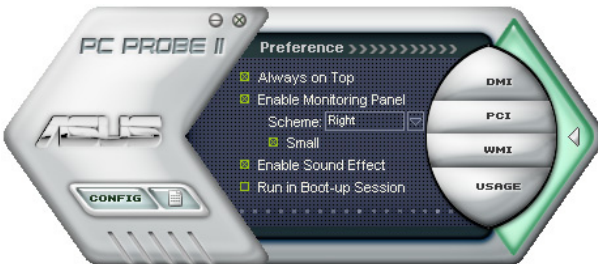 PC PROBE II
Preference >>>>>>>>>>>
Always on Top
Enable Monitoring Panel
Scheme: Right
Small
Enable Sound Effect
Run in Boot-up Session
ASUS
CONFIG
DMI
PCI
WMI
USAGE